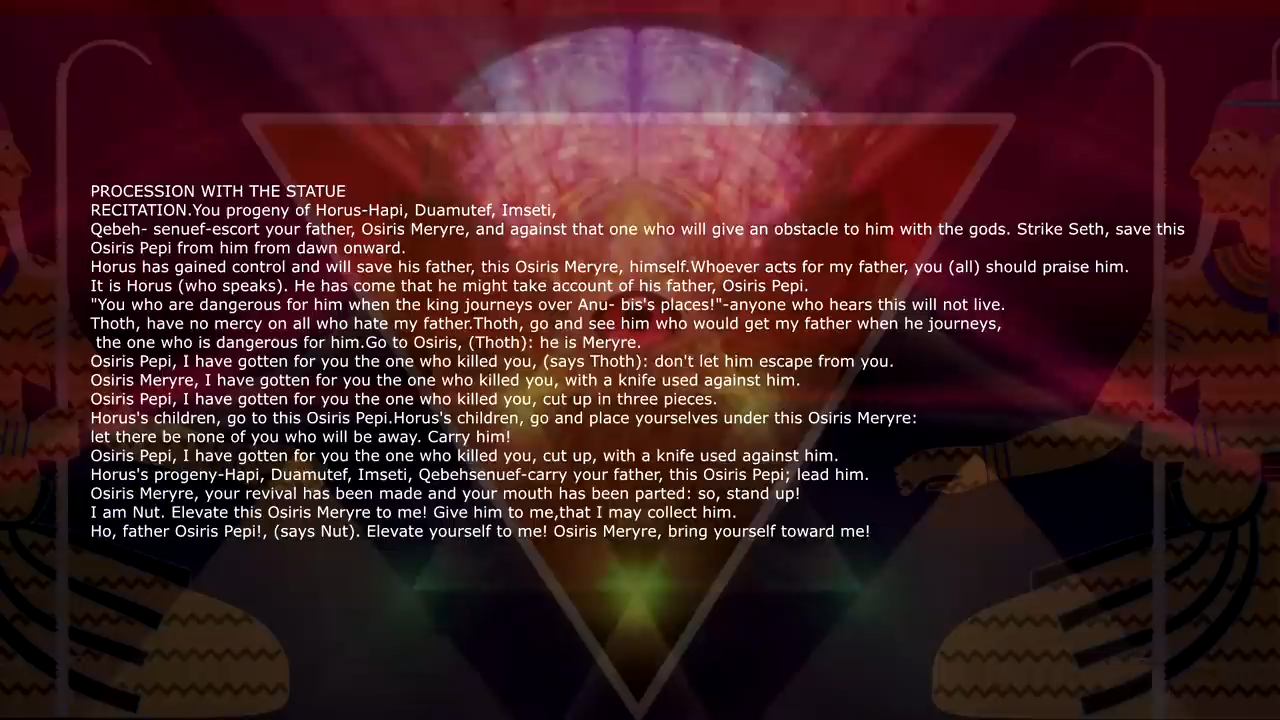 PROCESSION WITH THE STATUE
RECITATION.You progeny of Horus-Hapi, Duamutef, Imseti,
Qebeh- senuef-escort your father, Osiris Meryre, and against that one who will give an obstacle to him with the gods. Strike Seth, save this
Osiris Pepi from him from dawn onward.
Horus has gained control and will save his father, this Osiris Meryre, himself.Whoever acts for my father, you (all) should praise him.
It is Horus (who speaks). He has come that he might take account of his father, Osiris Pepi.
"You who are dangerous for him when the king journeys over Anu- bis's places!"-anyone who hears this will not live.
Thoth, have no mercy on all who hate my father.Thoth, go and see him who would get my father when he journeys,
the one who is dangerous for him.Go to Osiris, (Thoth): he is Meryre.
Osiris Pepi, I have gotten for you the one who killed you, (says Thoth): don't let him escape from you.
Osiris Meryre, I have gotten for you the one who killed you, with a knife used against him.
Osiris Pepi, I have gotten for you the one who killed you, cut up in three pieces.
Horus's children, go to this Osiris Pepi.Horus's children, go and place yourselves under this Osiris Meryre:
let there be none of you who will be away. Carry him!
Osiris Pepi, I have gotten for you the one who killed you, cut up, with a knife used against him.
Horus's progeny-Hapi, Duamutef, Imseti, Qebehsenuef-carry your father, this Osiris Pepi; lead him.
Osiris Meryre, your revival has been made and your mouth has been parted: so, stand up!
I am Nut. Elevate this Osiris Meryre to me! Give him to me,that I may collect him.
Ho, father Osiris Pepi!, (says Nut). Elevate yourself to me! Osiris Meryre, bring yourself toward me!